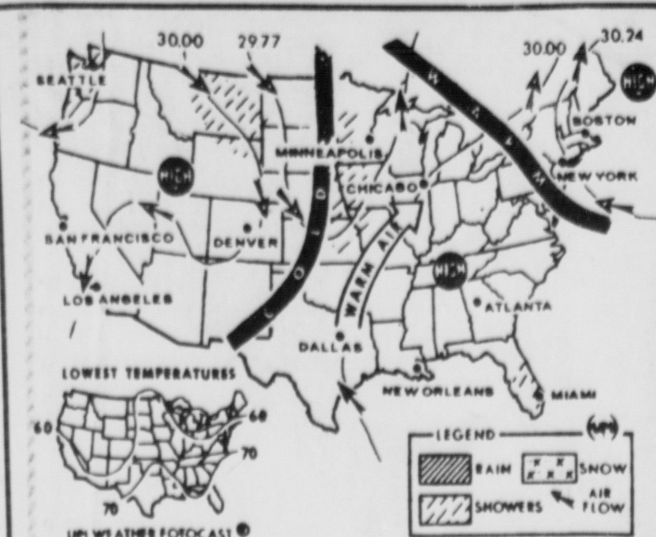 30.00
29.77
30.00
30.24
SEATTLE
HIGH
BOSTON
MINNEAPOLIS
HIGH
CHICAGO
NEW YORK
WARM
COLD
SAN FRANCISCO
DENVER
WARM AIR
HIGH
LOS ANGELES
ATLANTA
DALLAS
LOWEST TEMPERATURES
NEW ORLEANS
MIAMI
60
60
70
70
LEGEND
UPI
RAIN
SNOW
SHOWERS
AIR
FLOW
UPI WEATHER FOTOCAST